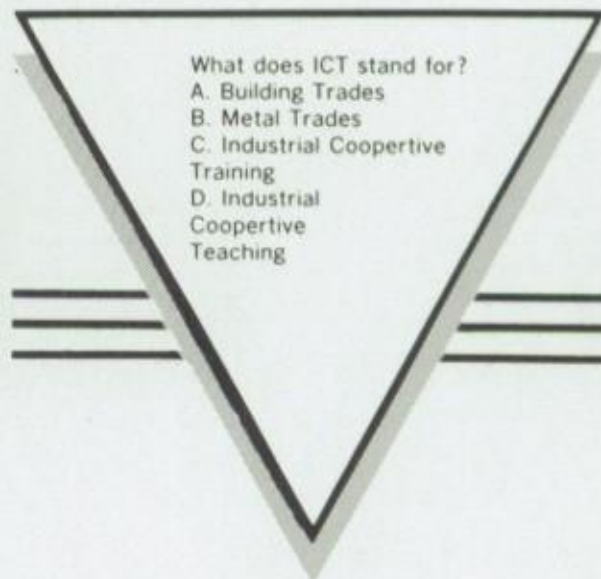 What does ICT stand for?
A. Building Trades
B. Metal Trades
C. Industrial Coopertive
Training
D. Industrial
Coopertive
Teaching